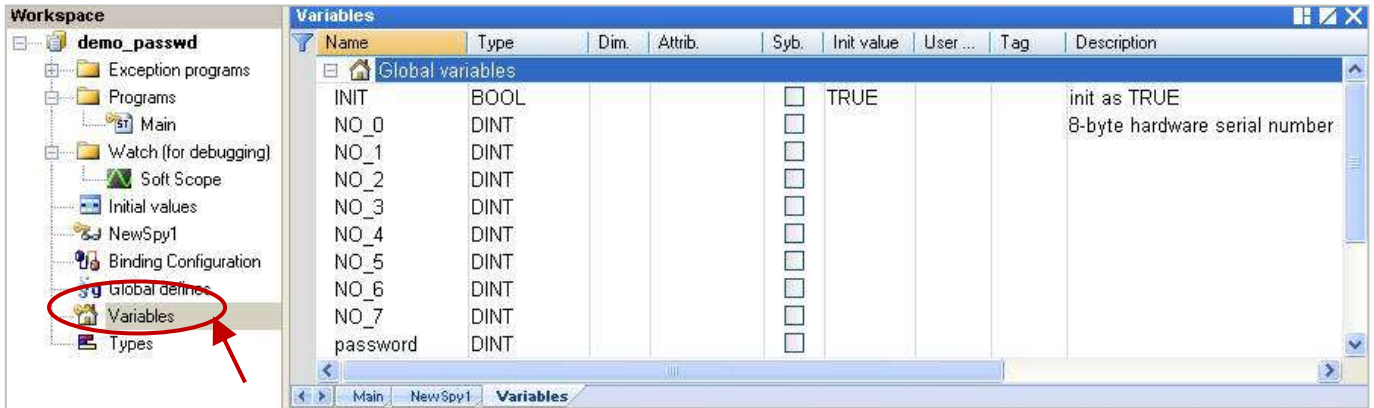 Workspace
demo_passwd
Exception programs
Programs
ST Main
Watch (for debugging)
Soft Scope
Initial values
NewSpy1
Binding Configuration
Global defines
Variables
Types
Variables
Name Type Dim. Attrib. Syb. Init value User ... Tag Description
Global variables
INIT BOOL TRUE init as TRUE
NO_0 DINT 8-byte hardware serial number
NO_1 DINT
NO_2 DINT
NO_3 DINT
NO_4 DINT
NO_5 DINT
NO_6 DINT
NO_7 DINT
password DINT
Main NewSpy1 Variables